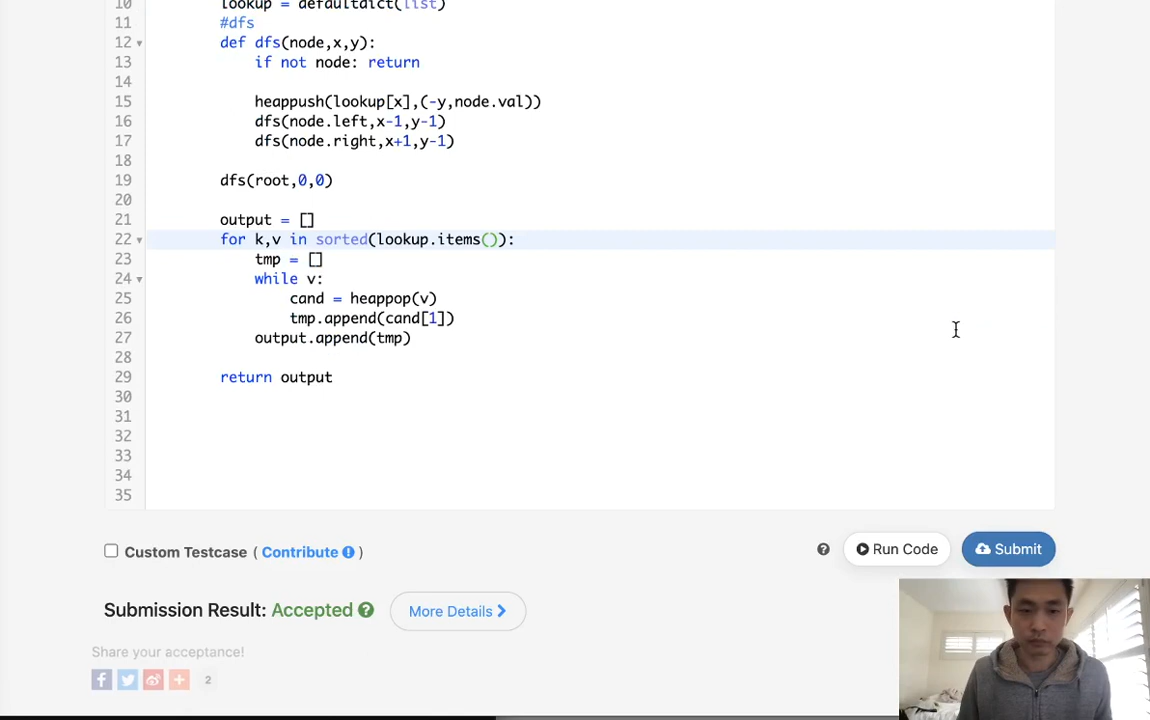 10 lookup = defaultdict(list)
11 #dfs
12 def dfs(node,x,y):
13 if not node: return
14
15 heappush(lookup[x],(-y,node.val))
16 dfs(node.left,x-1,y-1)
17 dfs(node.right,x+1,y-1)
18
19 dfs(root,0,0)
20
21 output = []
22 for k,v in sorted(lookup.items()):
23 tmp = []
24 while v:
25 cand = heappop(v)
26 tmp.append(cand[1])
27 output.append(tmp)
28
29 return output
30
31
32
33
34
35
Custom Testcase ( Contribute ! ) ? Run Code Submit
Submission Result: Accepted ? More Details >
Share your acceptance!
f + 2